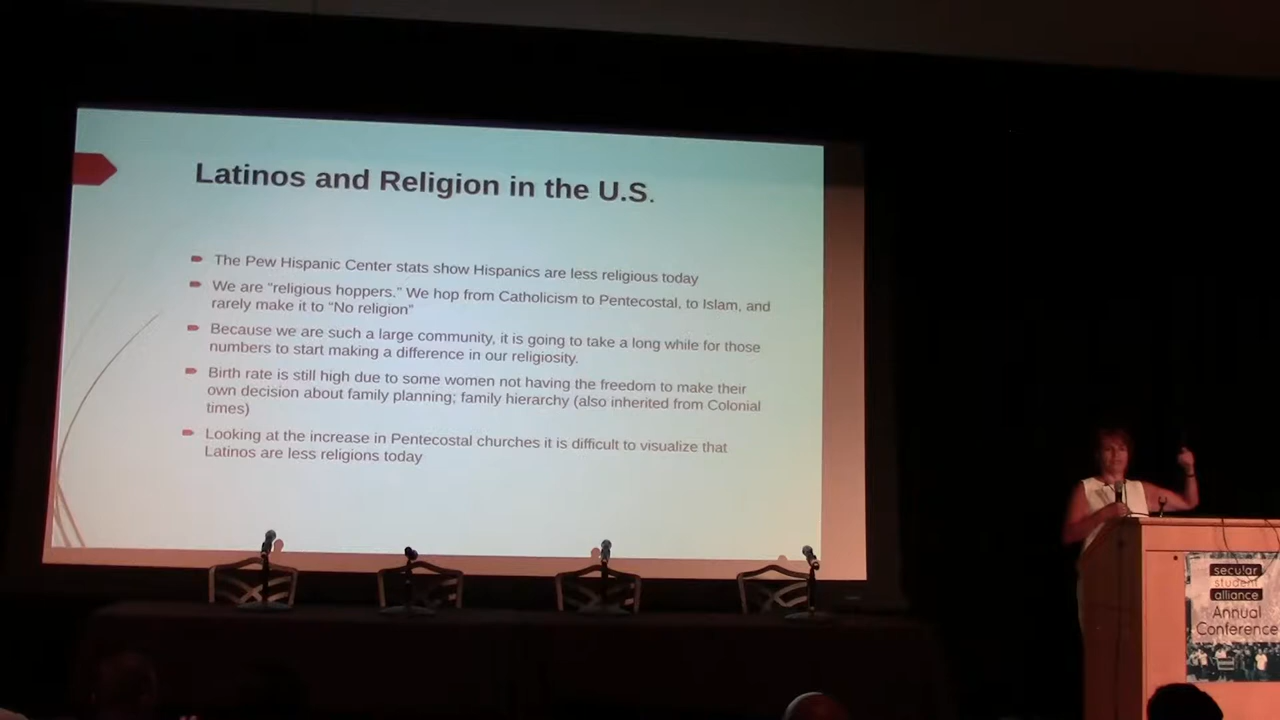 Latinos and Religion in the U.S.
The Pew Hispanic Center stats show Hispanics are less religious today
We are “religious hoppers.” We hop from Catholicism to Pentecostal, to Islam, and
rarely make it to “No religion”
Because we are such a large community, it is going to take a long while for those
numbers to start making a difference in our religiosity.
Birth rate is still high due to some women not having the freedom to make their
own decision about family planning; family hierarchy (also inherited from Colonial
times)
Looking at the increase in Pentecostal churches it is difficult to visualize that
Latinos are less religions today
secular
student
alliance
Annual
Conference